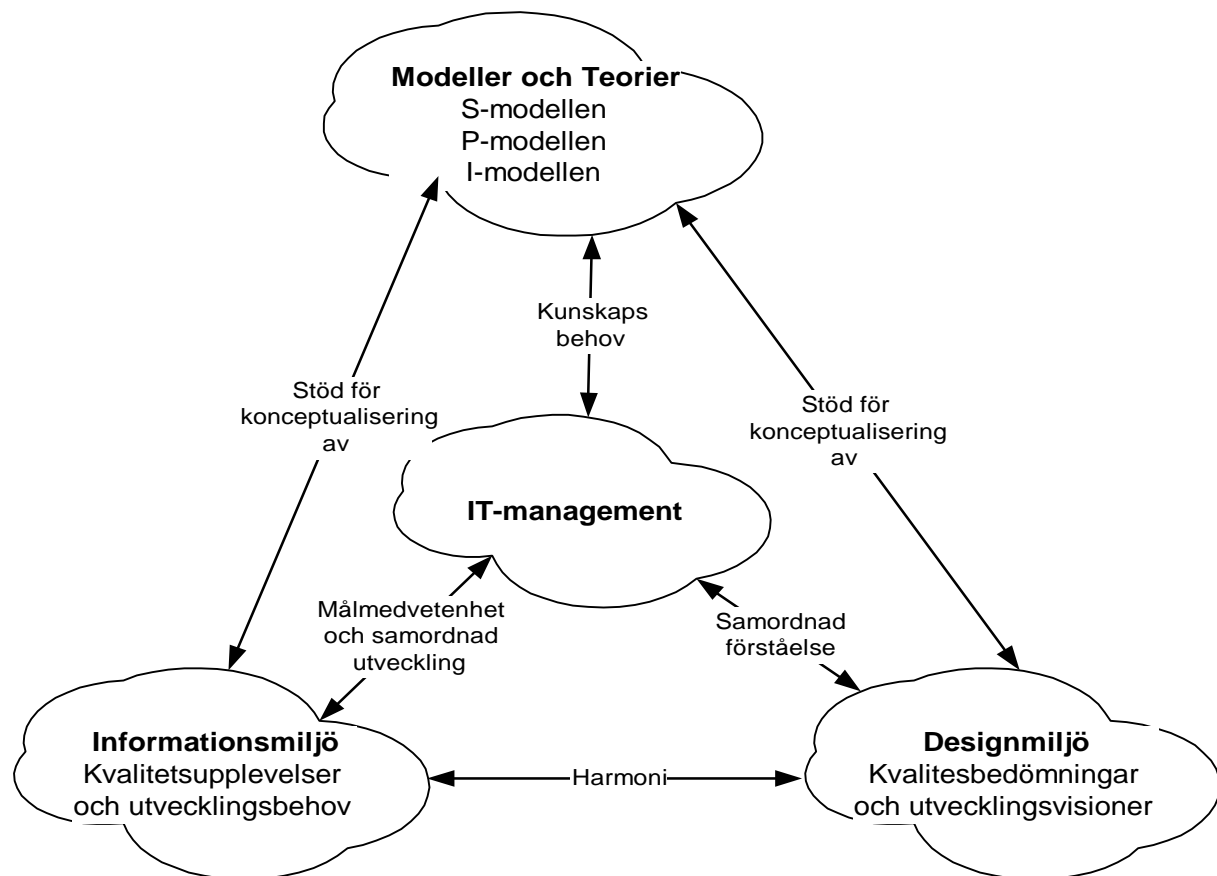 Modeller och Teorier
S-modellen
P-modellen
I-modellen
Kunskaps
behov
Stöd för
konceptualisering
av
Stöd för
konceptualisering
av
IT-management
Målmedvetenhet
och samordnad
utveckling
Samordnad
förståelse
Informationsmiljö
Kvalitetsupplevelser
och utvecklingsbehov
Harmoni
Designmiljö
Kvalitesbedömningar
och utvecklingsvisioner